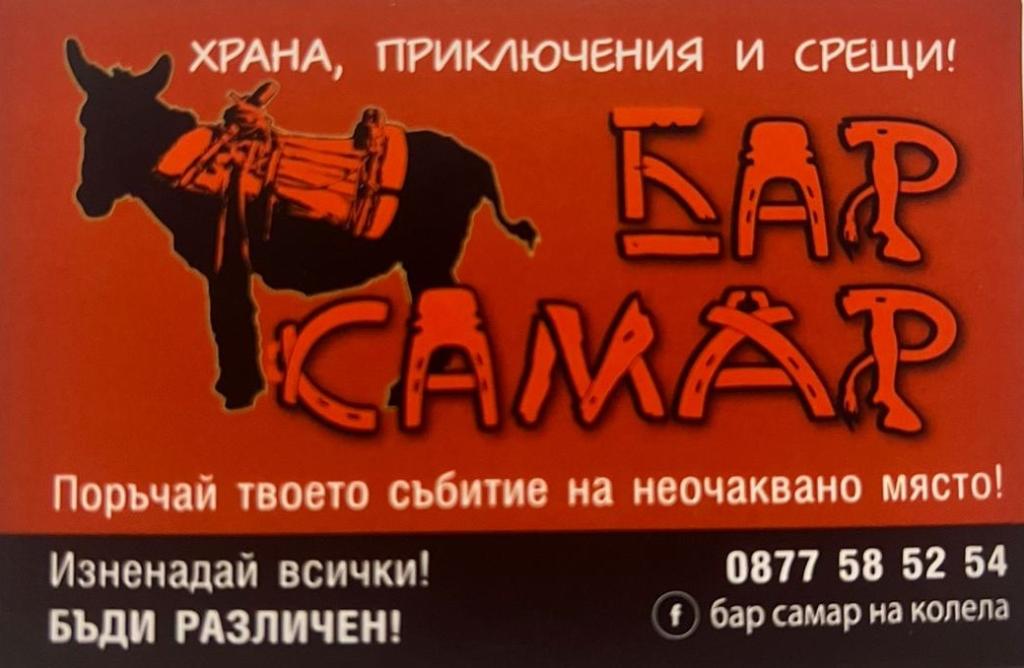 ХРАНА, ПРИКЛЮЧЕНИЯ И СРЕЩИ!
БАР
САМАР
Поръчай твоето събитие на неочаквано място!
Изненадай всички!
БЪДИ РАЗЛИЧЕН!
0877 58 52 54
f бар самар на колела